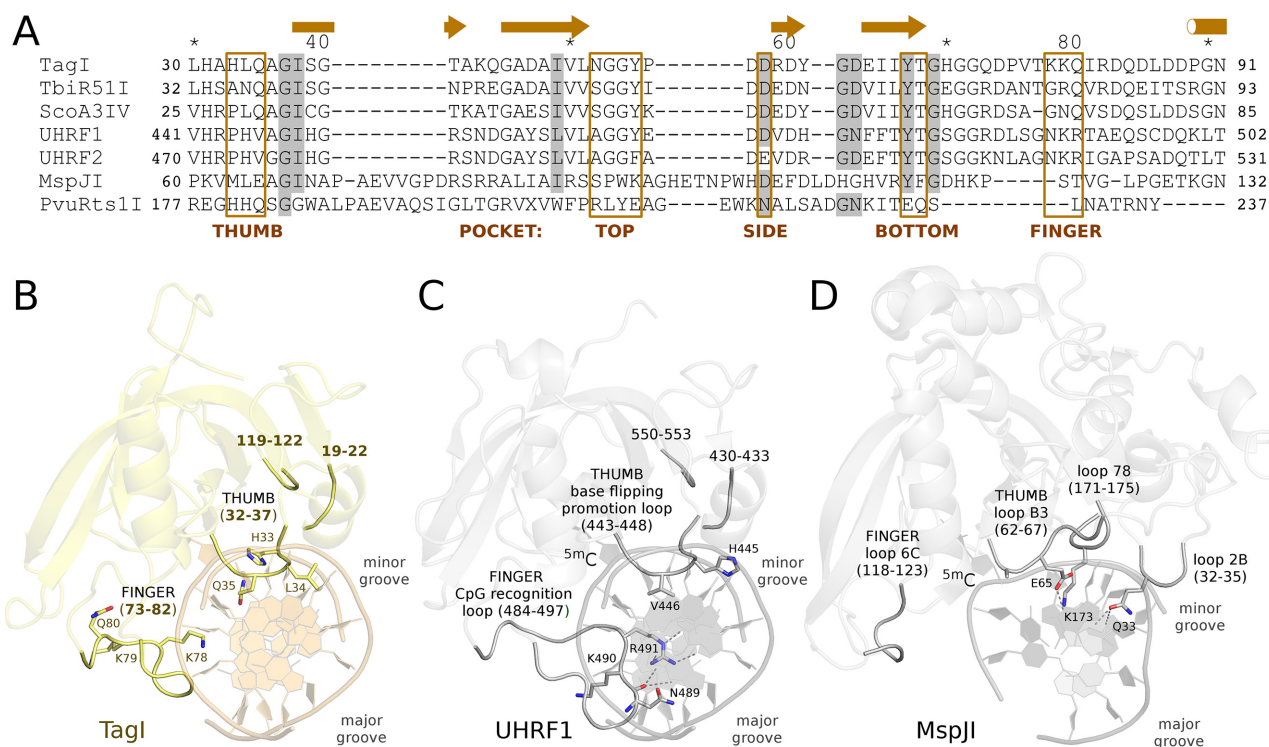 A
* 40 * 60 * 80 *
TagI 30 LHAHLQAGISG---------TAKQGADAIVLNGGYP-------DDRDY-GDEIIYTGHGGQDPVTKKQIRDQDLDDPGN 91
TbiR51I 32 LHSANQAGISG---------NPREGADAIVVSGGYK-------DDEDN-GDVILYTGEGGRDANTGRQVRDQEITSRGN 93
ScoA3IV 25 VHRPLQAGICG---------TKATGAESIVVSGGYK-------DDEDY-GDVIIYTGHGGRDSA-GNQVSDQSLDDSGN 85
UHRF1 441 VHRPHVAGIHG---------RSNDGAYSLVLAGGYE-------DDVDH-GNFFTYTGSGGRDLSGNKRTAEQSCDQKLT 502
UHRF2 470 VHRPHVGGIHG---------RSNDGAYSLVLAGGFA-------DEVDR-GDEFTYTGSGGKNLAGNKRIGAPSADQTLT 531
MspJI 60 PKVMLEAGINAP-AEVVGPDRSRRALIAIRSSPWKAGHETNPWHDEFDLDHGHVRYFGDHKP-----STVG-LPGETKGN 132
PvuRts1I 177 REGHHQSGGWALPAEVAQSIGLTGRVXVWFPRLYEAG----EWKNALSADGNKITEQS--------LNATRNY----- 237
THUMB POCKET: TOP SIDE BOTTOM FINGER
B
119-122
19-22
THUMB
(32-37)
H33
Q35
L34
minor
groove
FINGER
(73-82)
Q80
K79
K78
TagI
major
groove
C
550-553
430-433
THUMB
base flipping
promotion loop
(443-448)
5mC
H445
minor
groove
FINGER
CpG recognition
loop (484-497)
V446
R491
K490
N489
UHRF1
major
groove
D
loop 78
(171-175)
THUMB
loop B3
(62-67)
FINGER
loop 6C
(118-123)
5mC
loop 2B
(32-35)
E65
K173
Q33
minor
groove
MspJI
major
groove